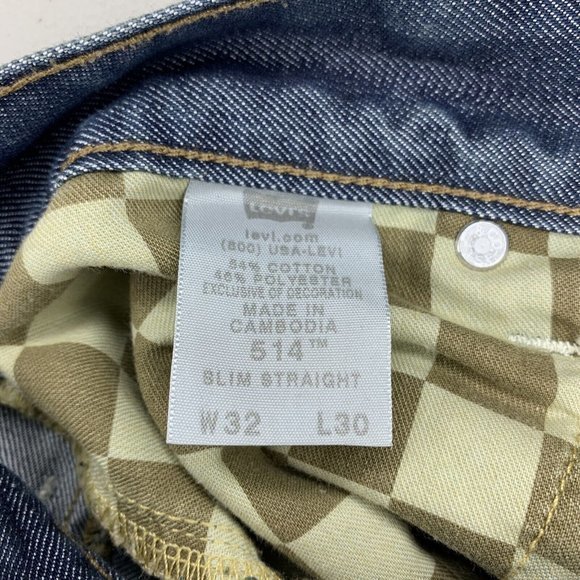 Levi's
levi.com
(800) USA-LEVI
54% COTTON
46% POLYESTER
EXCLUSIVE OF DECORATION
MADE IN
CAMBODIA
514™
SLIM STRAIGHT
W32 L30